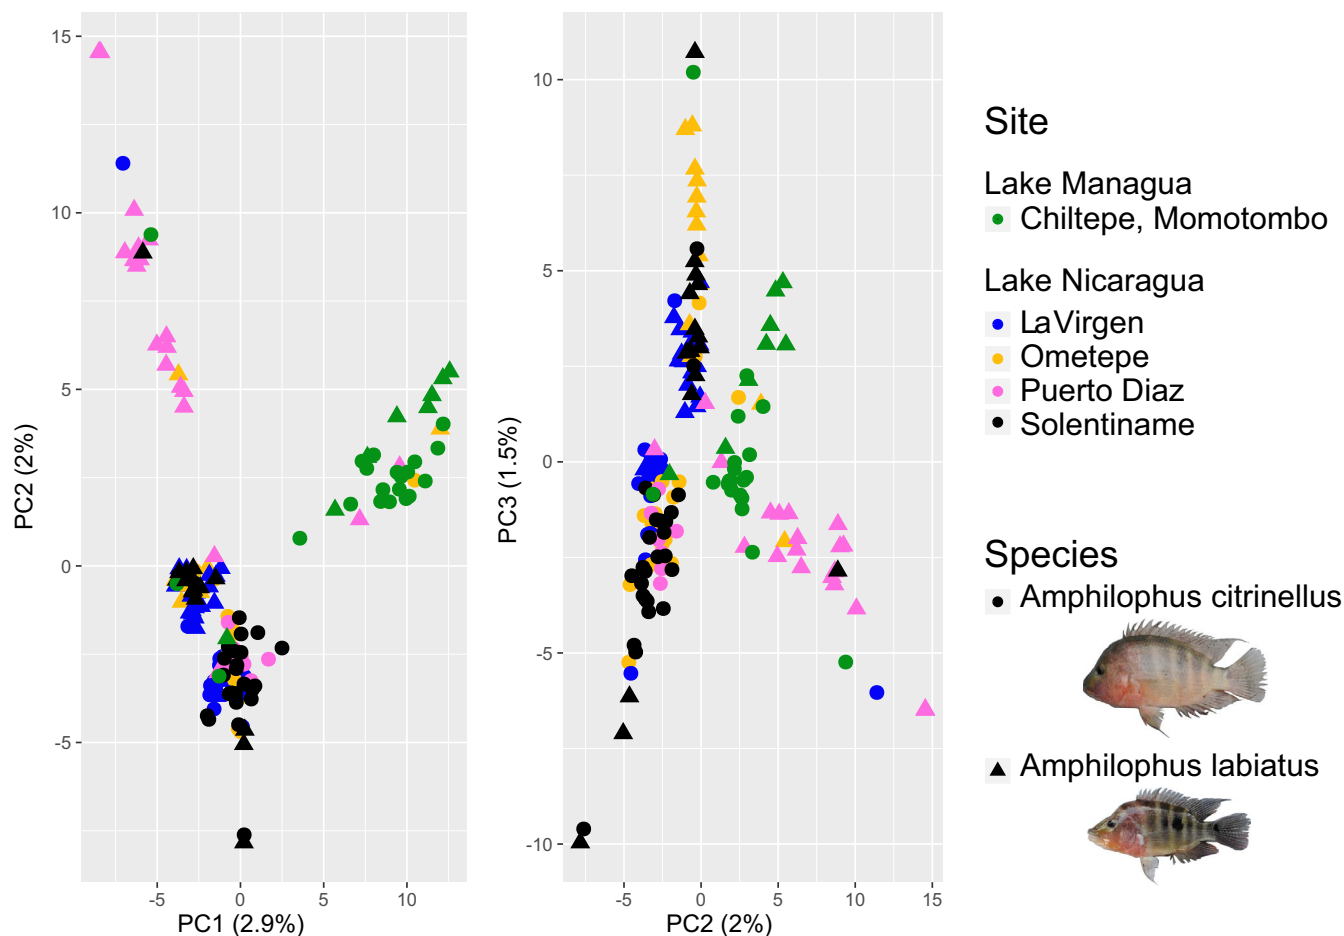 15
10
5
0
-5
PC2 (2%)
-5
0
5
10
PC1 (2.9%)
10
5
0
-5
-10
PC3 (1.5%)
-5
0
5
10
15
PC2 (2%)
Site
Lake Managua
Chiltepe, Momotombo
Lake Nicaragua
LaVirgen
Ometepe
Puerto Diaz
Solentiname
Species
Amphilophus citrinellus
Amphilophus labiatus